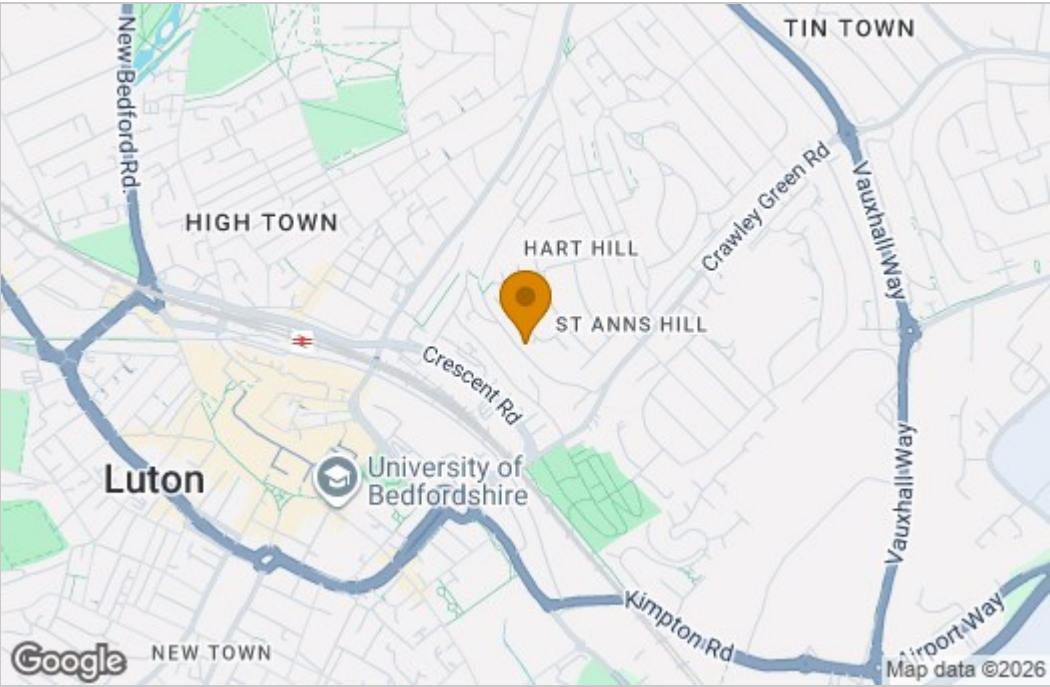 TIN TOWN
New Bedford Rd
Crawley Green Rd
Vauxhall Way
HIGH TOWN
HART HILL
ST ANNS HILL
Crescent Rd
Luton
University of
Bedfordshire
Vauxhall Way
Kimpton Rd
Airport Way
NEW TOWN
Google
Map data ©2026